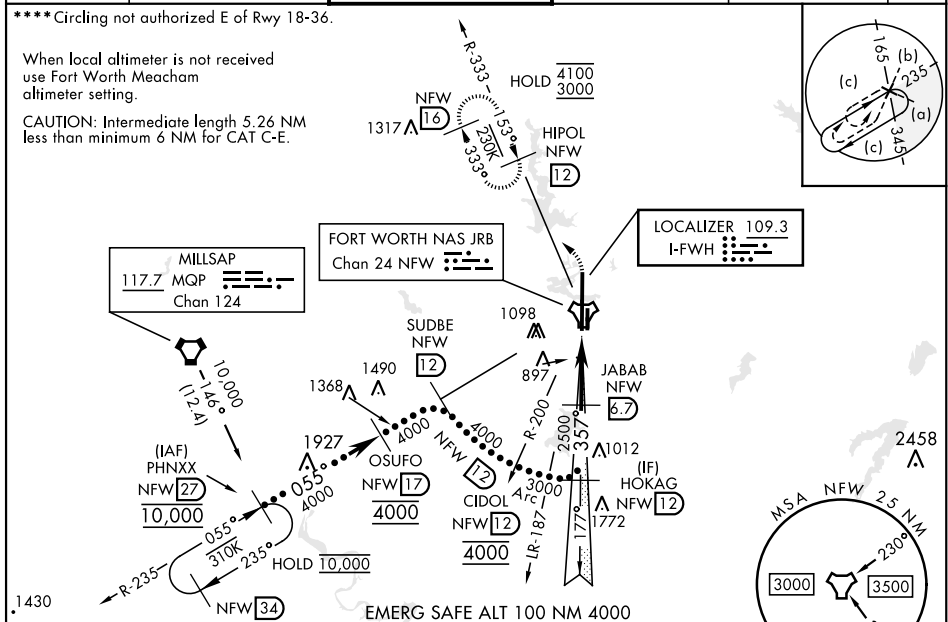 ****Circling not authorized E of Rwy 18-36.
When local altimeter is not received
use Fort Worth Meacham
altimeter setting.
CAUTION: Intermediate length 5.26 NM
less than minimum 6 NM for CAT C-E.
R-333
HOLD 4100
3000
NFW
16
1317
153°
230K
333°
HIPOL
NFW
12
165
(b)
235
(c)
(a)
(c)
345
MILLSAP
117.7 MQP
Chan 124
FORT WORTH NAS JRB
Chan 24 NFW
LOCALIZER 109.3
I-FWH
10,000
146°
(12.4)
SUDBE
NFW
12
1098
897
1490
1368
JABAB
NFW
6.7
R-200
2500
357°
1927
4000
4000
NFW
12
1012
(IAF)
PHNXX
NFW 27
10,000
055°
4000
OSUFO
NFW 17
4000
CIDOL
NFW 12
4000
3000
Arc
(IF)
HOKAG
NFW 12
1772
177°
LR-187
2458
055°
310K
235°
R-235
HOLD 10,000
NFW 34
1430
EMERG SAFE ALT 100 NM 4000
MSA NFW 25 NM
230°
3000
3500